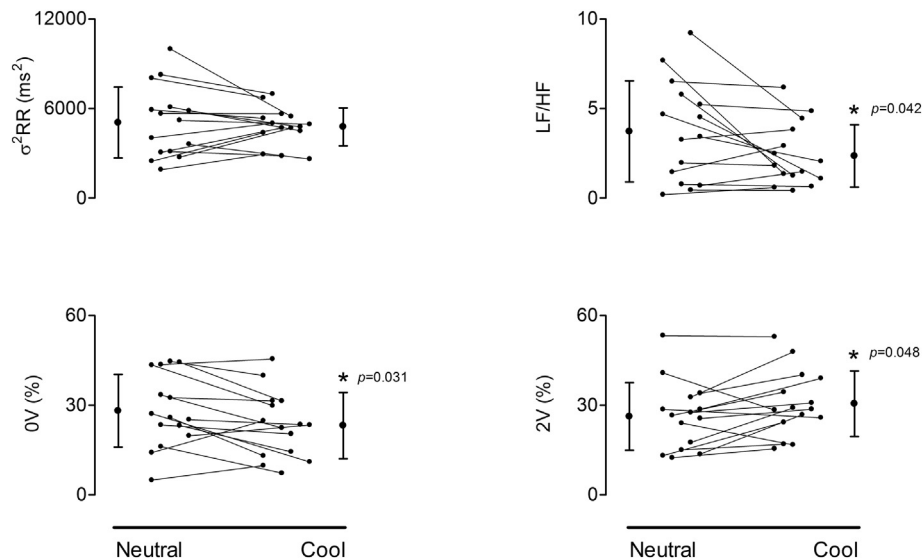 12000
6000
0
σ²RR (ms²)
10
5
0
LF/HF
*
p=0.042
60
30
0
0V (%)
*
p=0.031
60
30
0
2V (%)
*
p=0.048
Neutral Cool
Neutral Cool